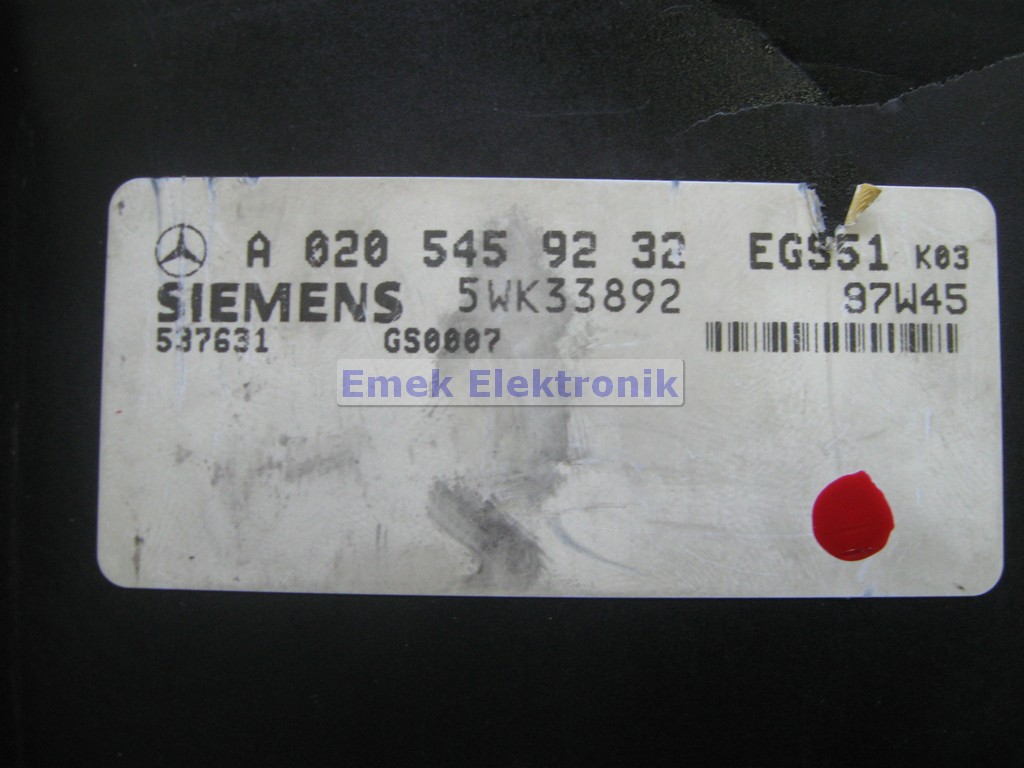 A 020 545 92 32 EGS51 K03
SIEMENS 5WK33892 97W45
537631 GS0007
Emek Elektronik